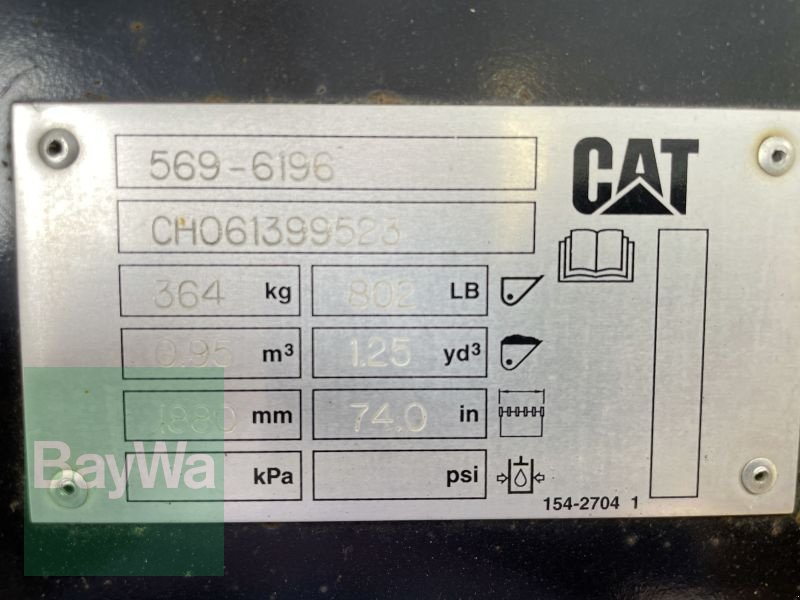 569-6196
CAT
CH061399523
364 kg 802 LB
0.95 m³ 1.25 yd³
1880 mm 74.0 in
kPa psi
154-2704 1
BayWa